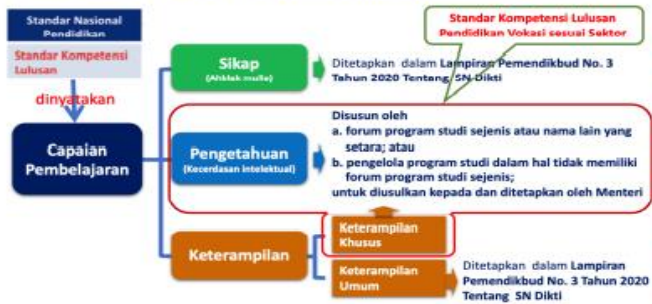 Standar Nasional
Pendidikan
Standar Kompetensi
Lulusan
dinyatakan
Capaian
Pembelajaran
Sikap
(Ahklak mulia)
Ditetapkan dalam Lampiran Pemendikbud No. 3
Tahun 2020 Tentang SN Dikti
Standar Kompetensi Lulusan
Pendidikan Vokasi sesuai Sektor
Pengetahuan
(Kecerdasan intelektual)
Disusun oleh
a. forum program studi sejenis atau nama lain yang
setara; atau
b. pengelola program studi dalam hal tidak memiliki
forum program studi sejenis;
untuk diusulkan kepada dan ditetapkan oleh Menteri
Keterampilan
Keterampilan
Khusus
Keterampilan
Umum
Ditetapkan dalam Lampiran
Pemendikbud No. 3 Tahun 2020
Tentang SN Dikti